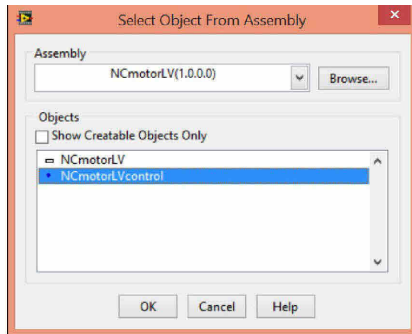 Select Object From Assembly
Assembly
NCmotorLV(1.0.0.0)
Browse...
Objects
Show Creatable Objects Only
NCmotorLV
NCmotorLVcontrol
OK Cancel Help